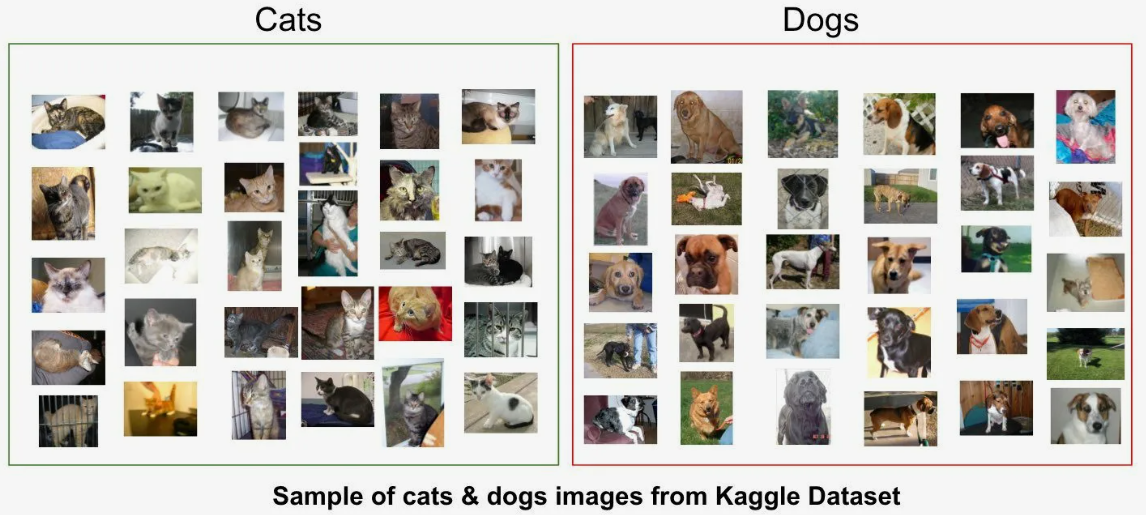 Cats
Dogs
Sample of cats & dogs images from Kaggle Dataset